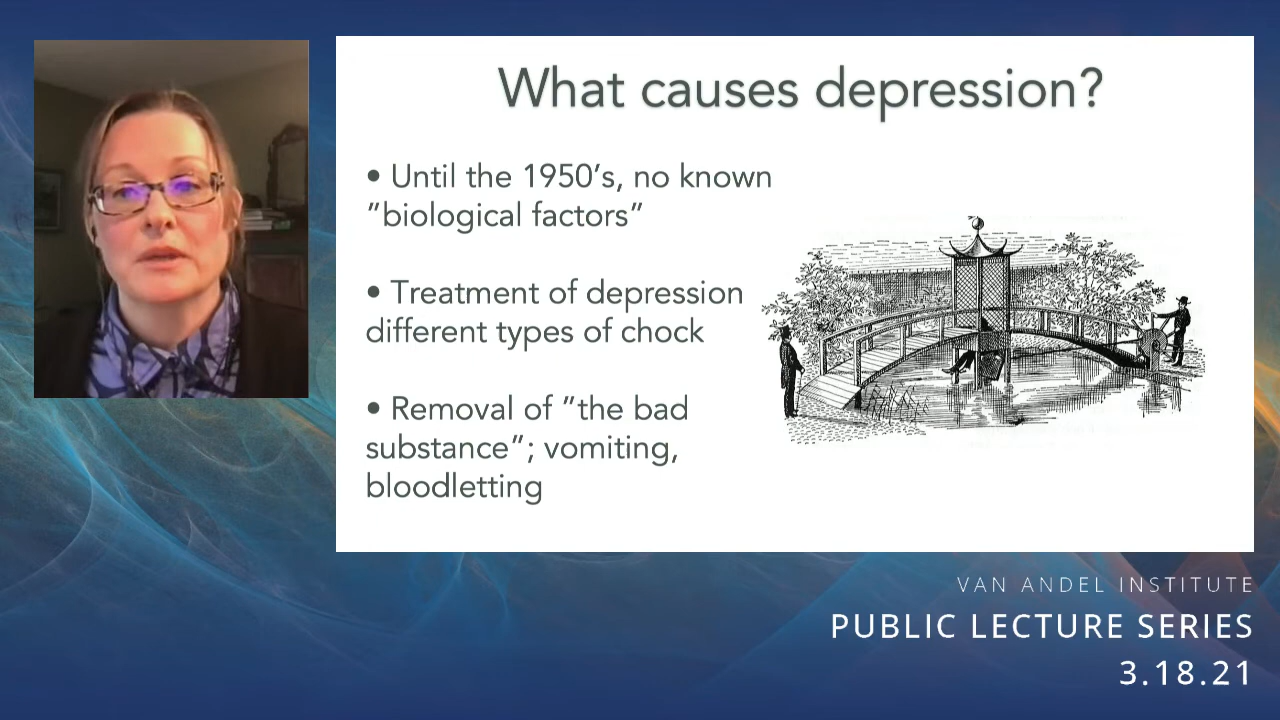 What causes depression?
• Until the 1950’s, no known
”biological factors”
• Treatment of depression
different types of chock
• Removal of ”the bad
substance”; vomiting,
bloodletting
VAN ANDEL INSTITUTE
PUBLIC LECTURE SERIES
3.18.21